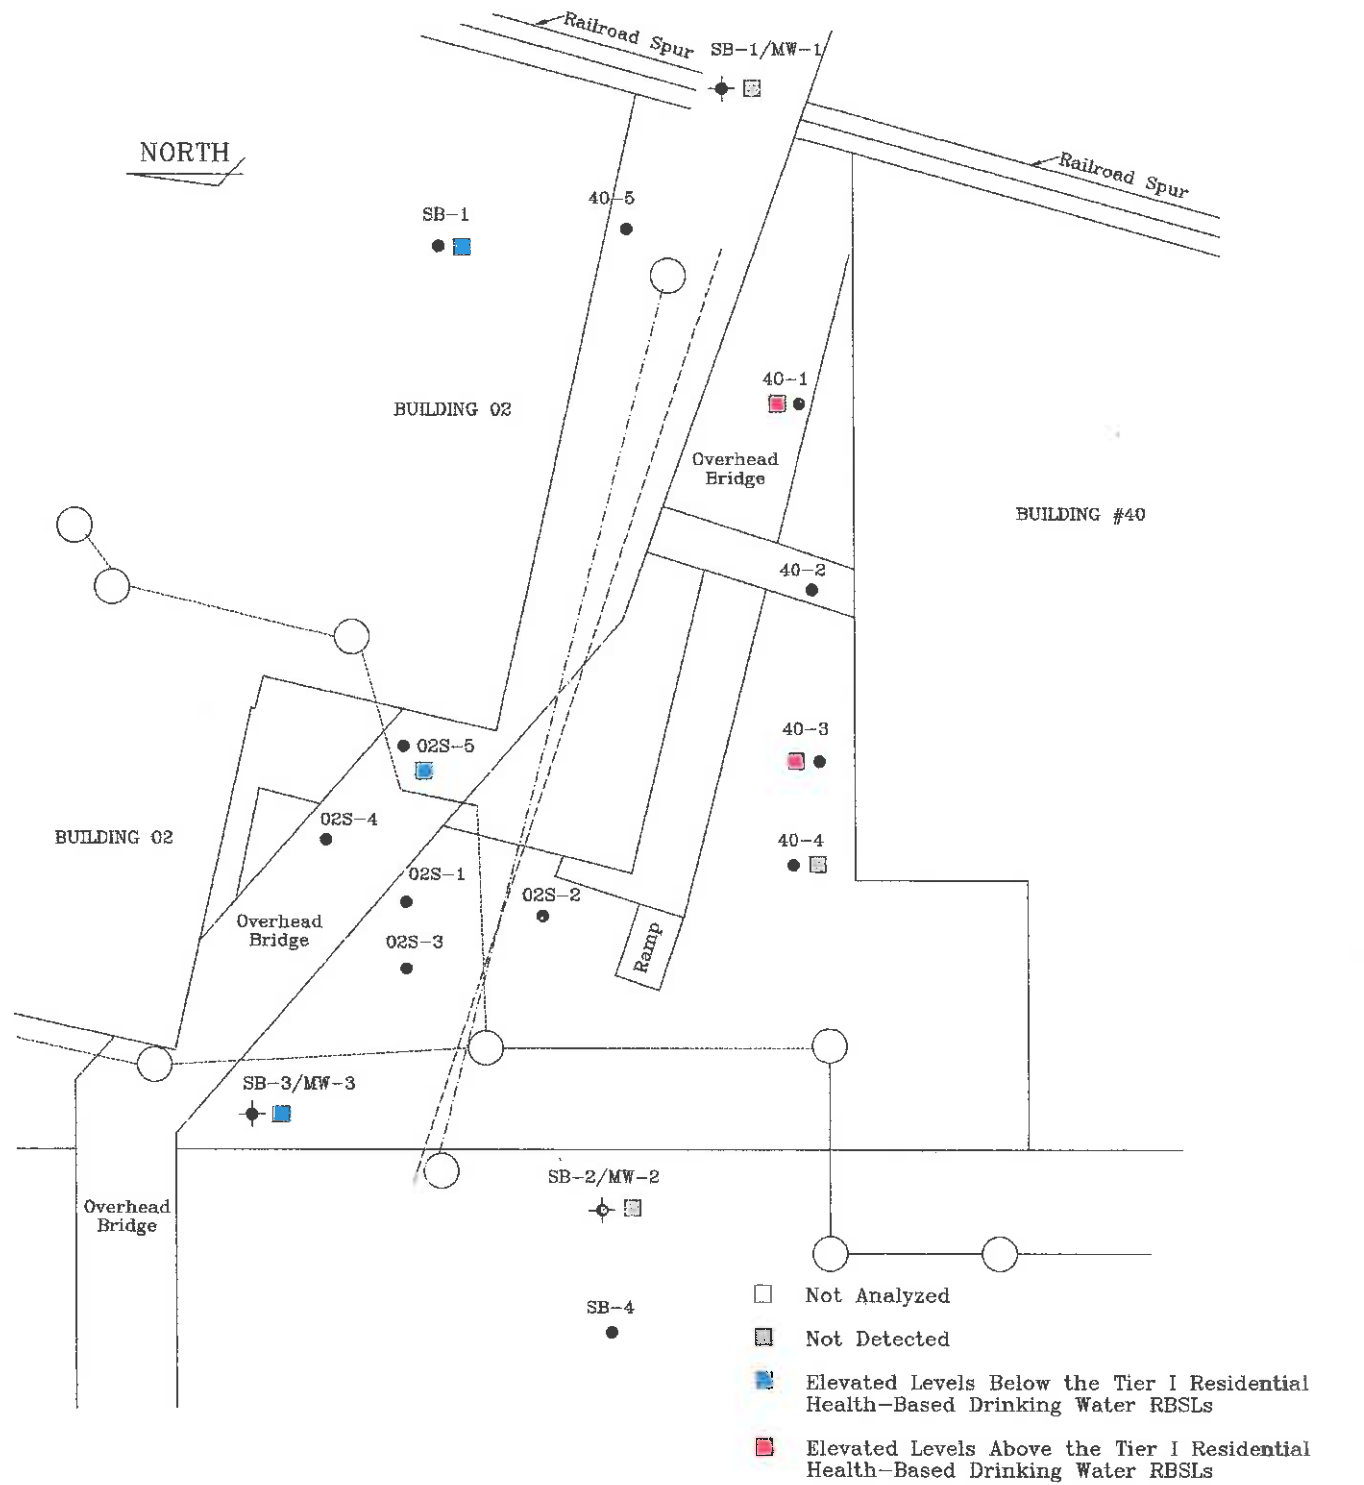 Railroad Spur
SB-1/MW-1
NORTH
Railroad Spur
40-5
SB-1
40-1
BUILDING 02
Overhead
Bridge
BUILDING #40
40-2
40-3
02S-5
02S-4
BUILDING 02
40-4
02S-1
02S-2
Overhead
Bridge
02S-3
Ramp
SB-3/MW-3
SB-2/MW-2
Overhead
Bridge
SB-4
Not Analyzed
Not Detected
Elevated Levels Below the Tier I Residential
Health-Based Drinking Water RBSLs
Elevated Levels Above the Tier I Residential
Health-Based Drinking Water RBSLs